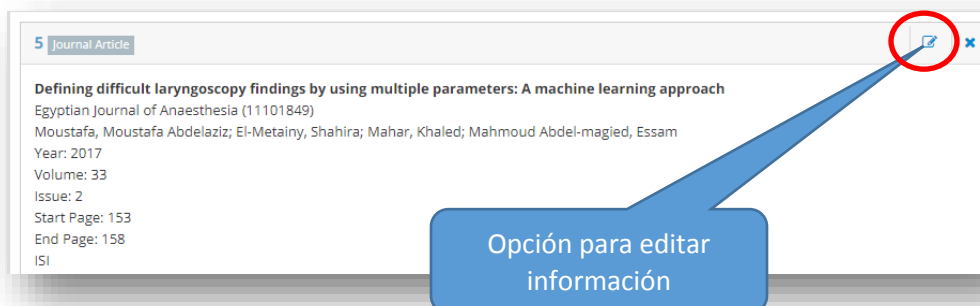 5 Journal Article
Defining difficult laryngoscopy findings by using multiple parameters: A machine learning approach
Egyptian Journal of Anaesthesia (11101849)
Moustafa, Moustafa Abdelaziz; El-Metainy, Shahira; Mahar, Khaled; Mahmoud Abdel-magied, Essam
Year: 2017
Volume: 33
Issue: 2
Start Page: 153
End Page: 158
ISI
Opción para editar
información